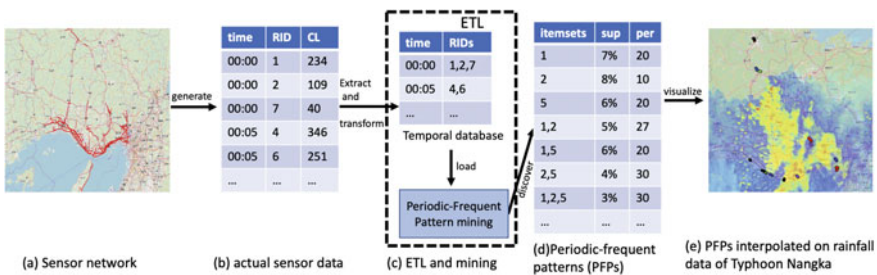 generate
time RID CL
00:00 1 234
00:00 2 109
00:00 7 40
00:05 4 346
00:05 6 251
... ... ...
Extract
and
transform
ETL
time RIDs
00:00 1,2,7
00:05 4,6
... ...
Temporal database
load
Periodic-Frequent
Pattern mining
discover
itemsets sup per
1 7% 20
2 8% 10
5 6% 20
1,2 5% 27
1,5 6% 20
2,5 4% 30
1,2,5 3% 30
... ... ...
visualize
(a) Sensor network
(b) actual sensor data
(c) ETL and mining
(d)Periodic-frequent
patterns (PFPs)
(e) PFPs interpolated on rainfall
data of Typhoon Nangka